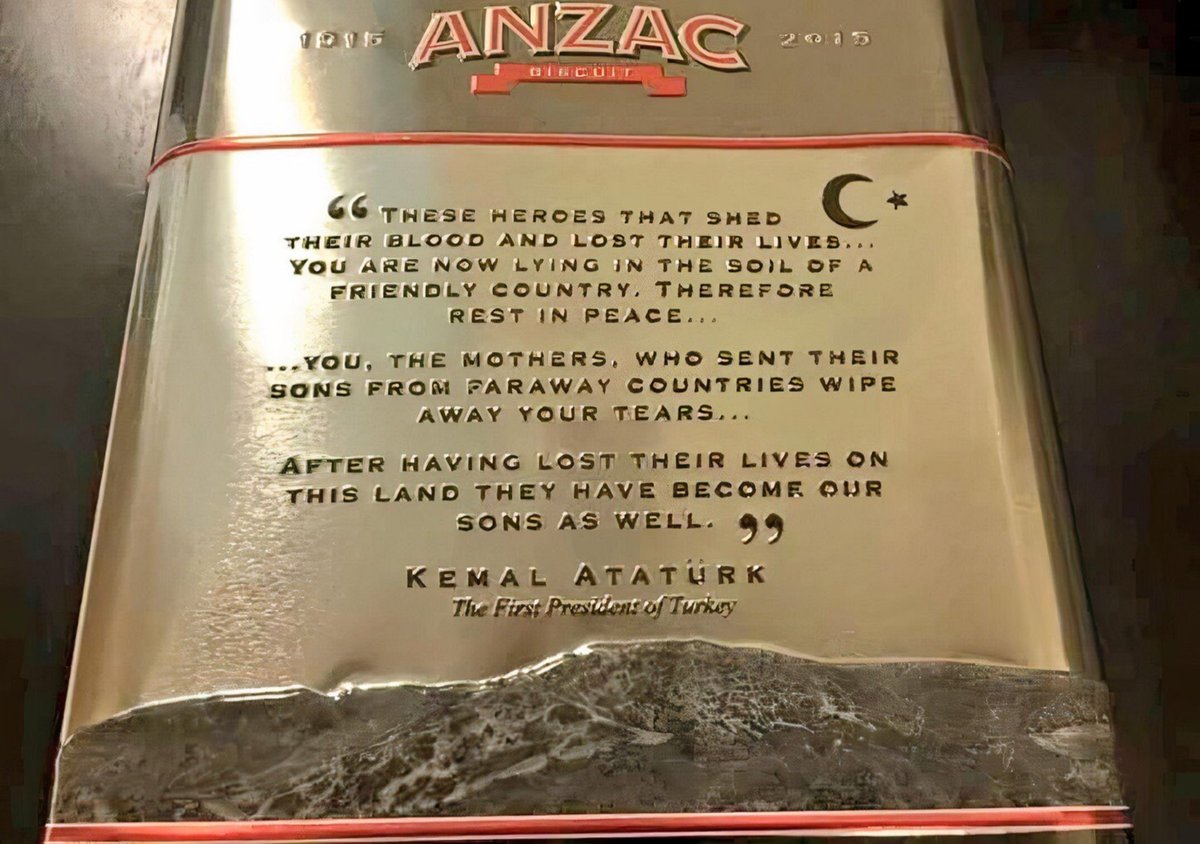 1915 ANZAC 2015
BISCUIT
“THESE HEROES THAT SHED
THEIR BLOOD AND LOST THEIR LIVES...
YOU ARE NOW LYING IN THE SOIL OF A
FRIENDLY COUNTRY. THEREFORE
REST IN PEACE...
...YOU, THE MOTHERS, WHO SENT THEIR
SONS FROM FARAWAY COUNTRIES WIPE
AWAY YOUR TEARS...
AFTER HAVING LOST THEIR LIVES ON
THIS LAND THEY HAVE BECOME OUR
SONS AS WELL.”
KEMAL ATATÜRK
The First President of Turkey